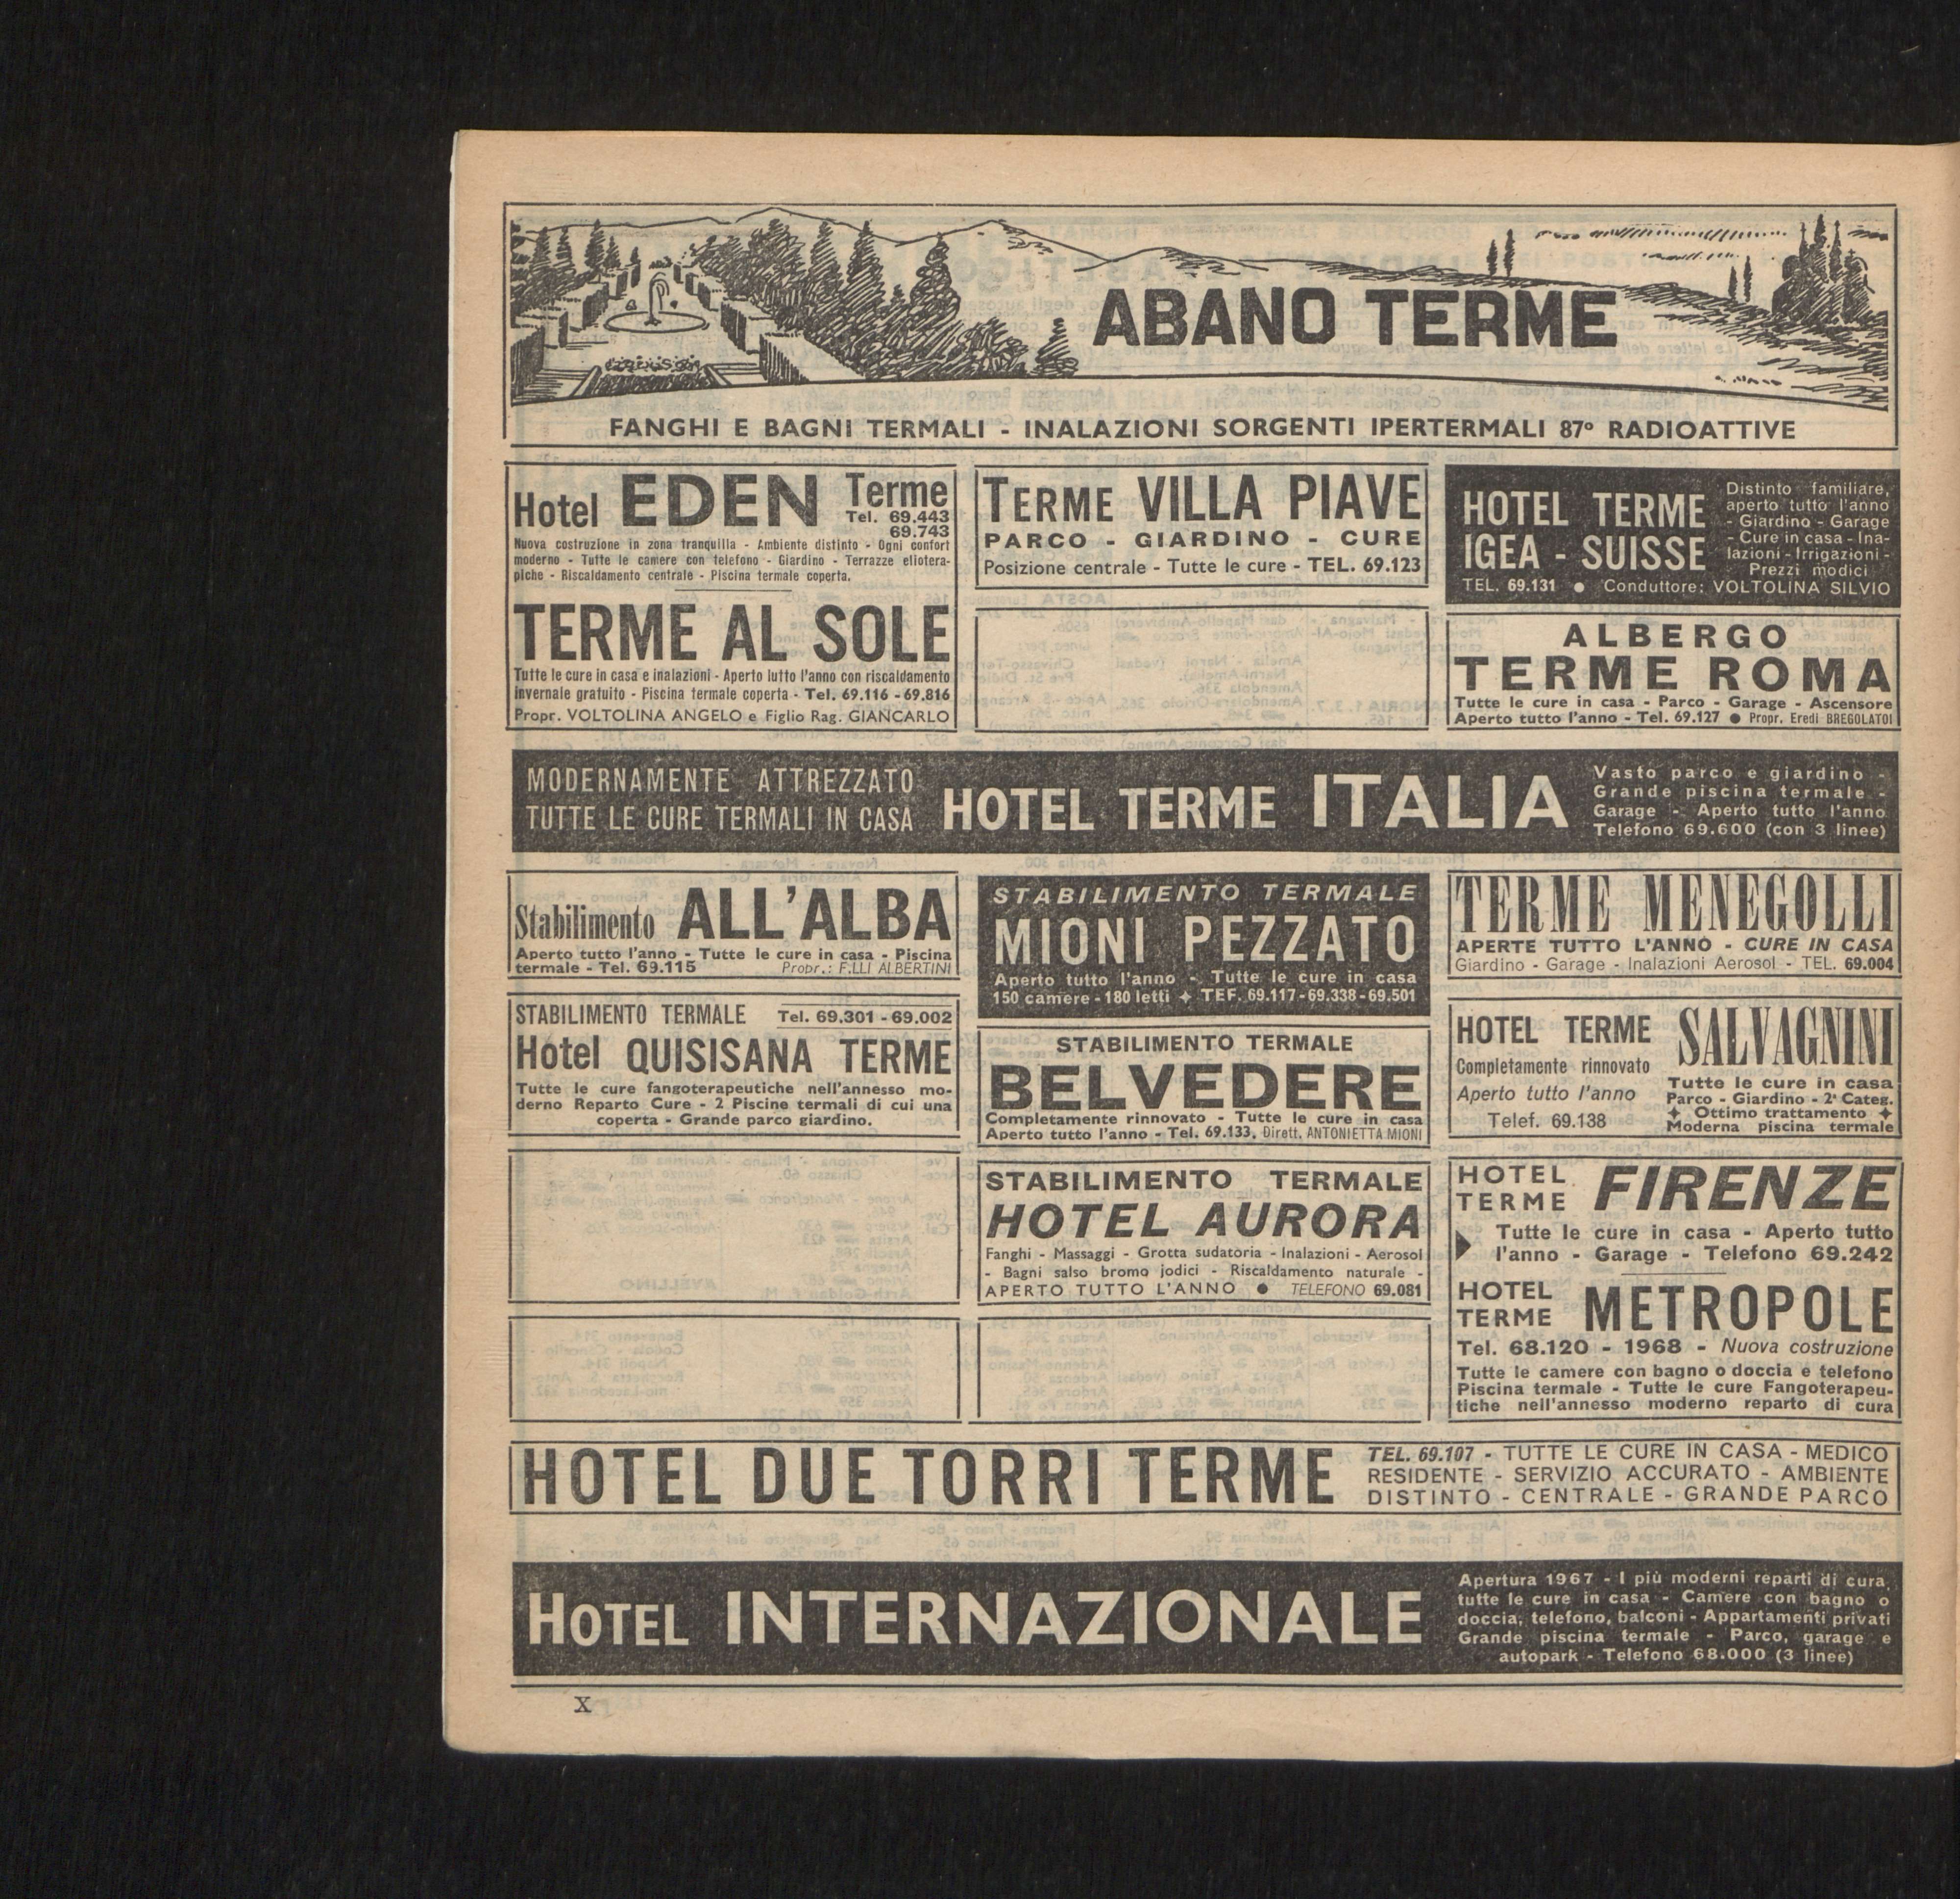 ABANO TERME
FANGHI E BAGNI TERMALI - INALAZIONI SORGENTI IPERTERMALI 87º RADIOATTIVE
Hotel EDEN Terme
Tel. 69.443
69.743
Nuova costruzione in zona tranquilla - Ambiente distinto - Ogni confort
moderno - Tutte le camere con telefono - Giardino - Terrazze eliotera-
piche - Riscaldamento centrale - Piscina termale coperta.
TERME AL SOLE
Tutte le cure in casa e inalazioni - Aperto tutto l'anno con riscaldamento
invernale gratuito - Piscina termale coperta - Tel. 69.116 - 69.816
Propr. VOLTOLINA ANGELO e Figlio Rag. GIANCARLO
TERME VILLA PIAVE
PARCO - GIARDINO - CURE
Posizione centrale - Tutte le cure - TEL. 69.123
HOTEL TERME
IGEA - SUISSE
Distinto familiare,
aperto tutto l'anno
- Giardino - Garage
- Cure in casa - Ina-
lazioni - Irrigazioni -
Prezzi modici
TEL. 69.131 ● Conduttore: VOLTOLINA SILVIO
ALBERGO
TERME ROMA
Tutte le cure in casa - Parco - Garage - Ascensore
Aperto tutto l'anno - Tel. 69.127 ● Propr. Eredi BREGOLATO
MODERNAMENTE ATTREZZATO
TUTTE LE CURE TERMALI IN CASA
HOTEL TERME ITALIA
Vasto parco e giardino -
Grande piscina termale -
Garage - Aperto tutto l'anno
Telefono 69.600 (con 3 linee)
Stabilimento ALL'ALBA
Aperto tutto l'anno - Tutte le cure in casa - Piscina
termale - Tel. 69.115 Propr.: F.LLI ALBERTINI
STABILIMENTO TERMALE
MIONI PEZZATO
Aperto tutto l'anno - Tutte le cure in casa
150 camere - 180 letti ✦ TEF. 69.117-69.338-69.501
TERME MENEGOLLI
APERTE TUTTO L'ANNO - CURE IN CASA
Giardino - Garage - Inalazioni Aerosol - TEL. 69.004
STABILIMENTO TERMALE Tel. 69.301 - 69.002
Hotel QUISISANA TERME
Tutte le cure fangoterapeutiche nell'annesso mo-
derno Reparto Cure - 2 Piscine termali di cui una
coperta - Grande parco giardino.
STABILIMENTO TERMALE
BELVEDERE
Completamente rinnovato - Tutte le cure in casa
Aperto tutto l'anno - Tel. 69.133, Dirett. ANTONIETTA MIONI
HOTEL TERME SALVAGNINI
Completamente rinnovato
Aperto tutto l'anno
Telef. 69.138
Tutte le cure in casa
Parco - Giardino - 2ª Categ.
✦ Ottimo trattamento ✦
Moderna piscina termale
STABILIMENTO TERMALE
HOTEL AURORA
Fanghi - Massaggi - Grotta sudatoria - Inalazioni - Aerosol
- Bagni salso bromo jodici - Riscaldamento naturale -
APERTO TUTTO L'ANNO ● TELEFONO 69.081
HOTEL
TERME
FIRENZE
Tutte le cure in casa - Aperto tutto
l'anno - Garage - Telefono 69.242
HOTEL
TERME
METROPOLE
Tel. 68.120 - 1968 - Nuova costruzione
Tutte le camere con bagno o doccia e telefono
Piscina termale - Tutte le cure Fangoterapeu-
tiche nell'annesso moderno reparto di cura
HOTEL DUE TORRI TERME
TEL. 69.107 - TUTTE LE CURE IN CASA - MEDICO
RESIDENTE - SERVIZIO ACCURATO - AMBIENTE
DISTINTO - CENTRALE - GRANDE PARCO
HOTEL INTERNAZIONALE
Apertura 1967 - I più moderni reparti di cura,
tutte le cure in casa - Camere con bagno o
doccia, telefono, balconi - Appartamenti privati
Grande piscina termale - Parco, garage e
autopark - Telefono 68.000 (3 linee)
X